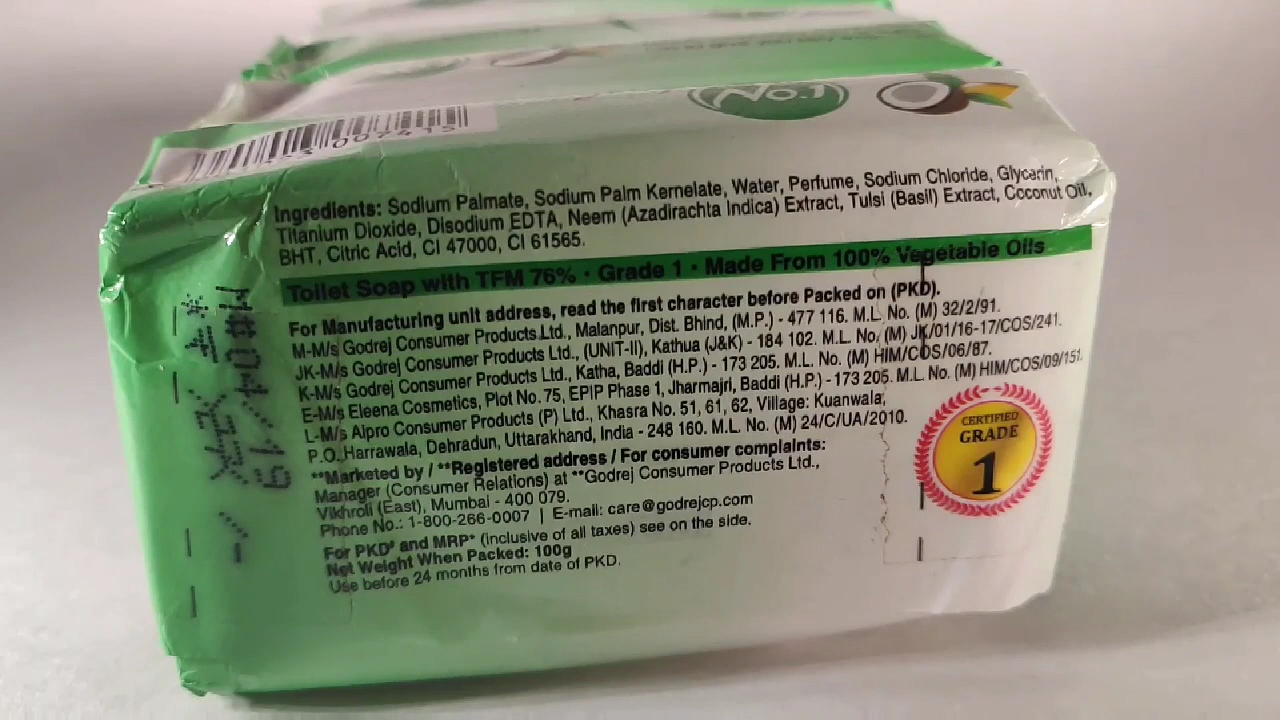 No.1
007415
Ingredients: Sodium Palmate, Sodium Palm Kernelate, Water, Perfume, Sodium Chloride, Glycerin,
Titanium Dioxide, Disodium EDTA, Neem (Azadirachta Indica) Extract, Tulsi (Basil) Extract, Coconut Oil,
BHT, Citric Acid, CI 47000, CI 61565.
Toilet Soap with TFM 76% · Grade 1 · Made From 100% Vegetable Oils
For Manufacturing unit address, read the first character before Packed on (PKD).
M-M/s Godrej Consumer Products Ltd., Malanpur, Dist. Bhind, (M.P.) - 477 116. M.L. No. (M) 32/2/91.
JK-M/s Godrej Consumer Products Ltd., (UNIT-II), Kathua (J&K) - 184 102. M.L. No. (M) JK/01/16-17/COS/241.
K-M/s Godrej Consumer Products Ltd., Katha, Baddi (H.P.) - 173 205. M.L. No. (M) HIM/COS/06/87.
E-M/s Eleena Cosmetics, Plot No. 75, EPIP Phase 1, Jharmajri, Baddi (H.P.) - 173 205. M.L. No. (M) HIM/COS/09/151.
L-M/s Alpro Consumer Products (P) Ltd., Khasra No. 51, 61, 62, Village: Kuanwala,
P.O. Harrawala, Dehradun, Uttarakhand, India - 248 160. M.L. No. (M) 24/C/UA/2010.
**Marketed by / **Registered address / For consumer complaints:
Manager (Consumer Relations) at **Godrej Consumer Products Ltd.,
Vikhroli (East), Mumbai - 400 079.
Phone No.: 1-800-266-0007 | E-mail: care@godrejcp.com
For PKD# and MRP* (inclusive of all taxes) see on the side.
Net Weight When Packed: 100g
Use before 24 months from date of PKD.
CERTIFIED
GRADE
1
M#04/19